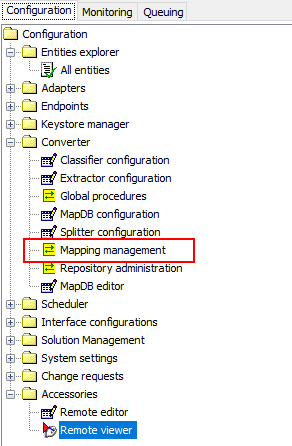 Configuration Monitoring Queuing
Configuration
Entities explorer
All entities
Adapters
Endpoints
Keystore manager
Converter
Classifier configuration
Extractor configuration
Global procedures
MapDB configuration
Splitter configuration
Mapping management
Repository administration
MapDB editor
Scheduler
Interface configurations
Solution Management
System settings
Change requests
Accessories
Remote editor
Remote viewer